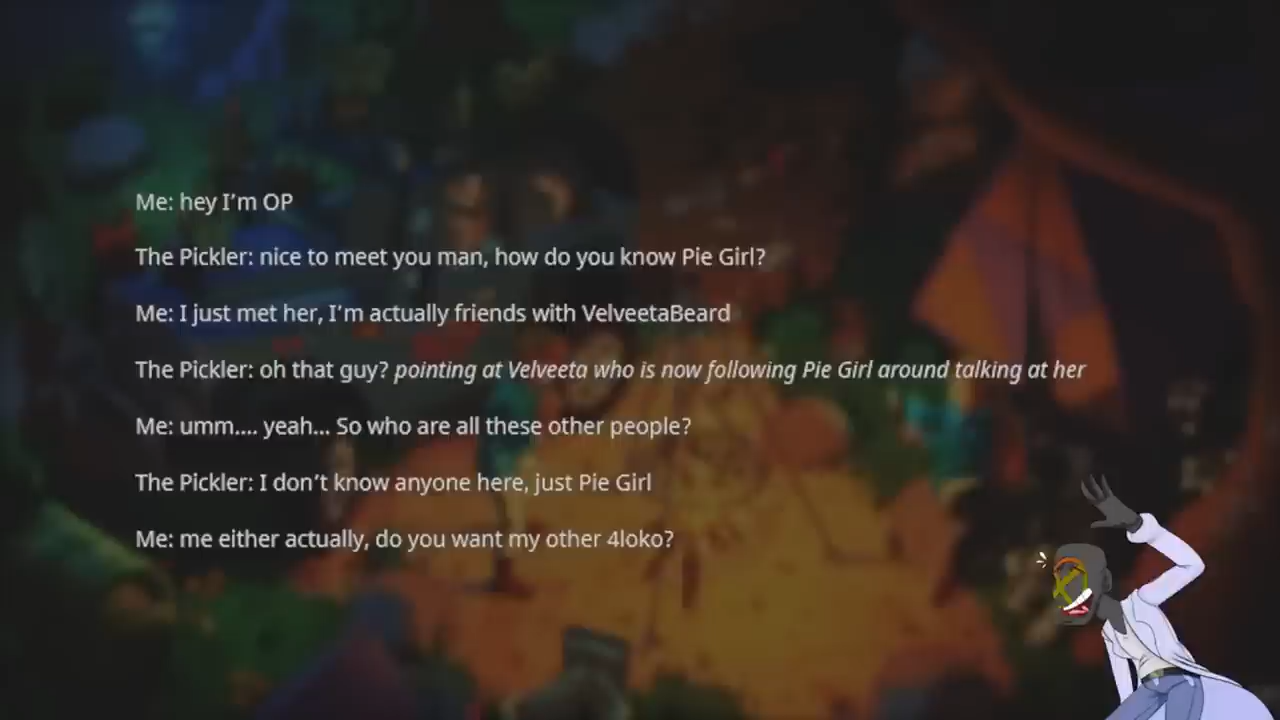 Me: hey I’m OP
The Pickler: nice to meet you man, how do you know Pie Girl?
Me: I just met her, I’m actually friends with VelveetaBeard
The Pickler: oh that guy? pointing at Velveeta who is now following Pie Girl around talking at her
Me: umm.... yeah... So who are all these other people?
The Pickler: I don’t know anyone here, just Pie Girl
Me: me either actually, do you want my other 4loko?